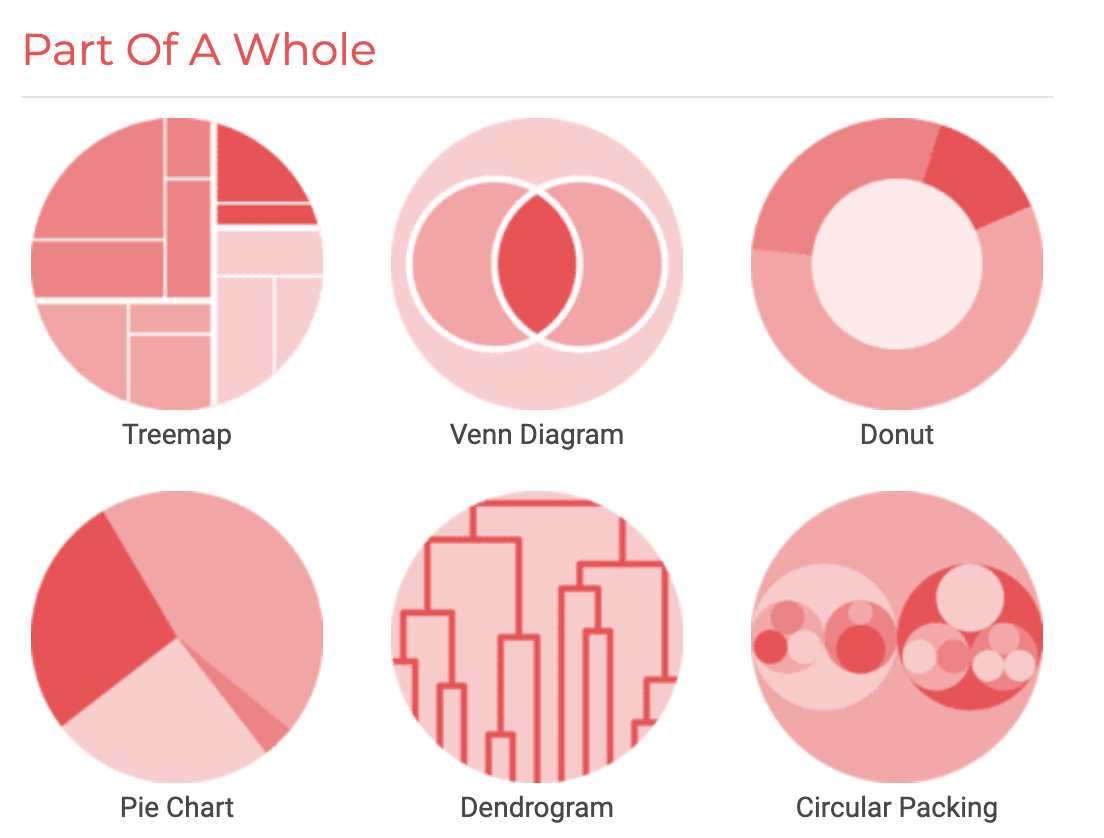 Part Of A Whole
Treemap
Venn Diagram
Donut
Pie Chart
Dendrogram
Circular Packing